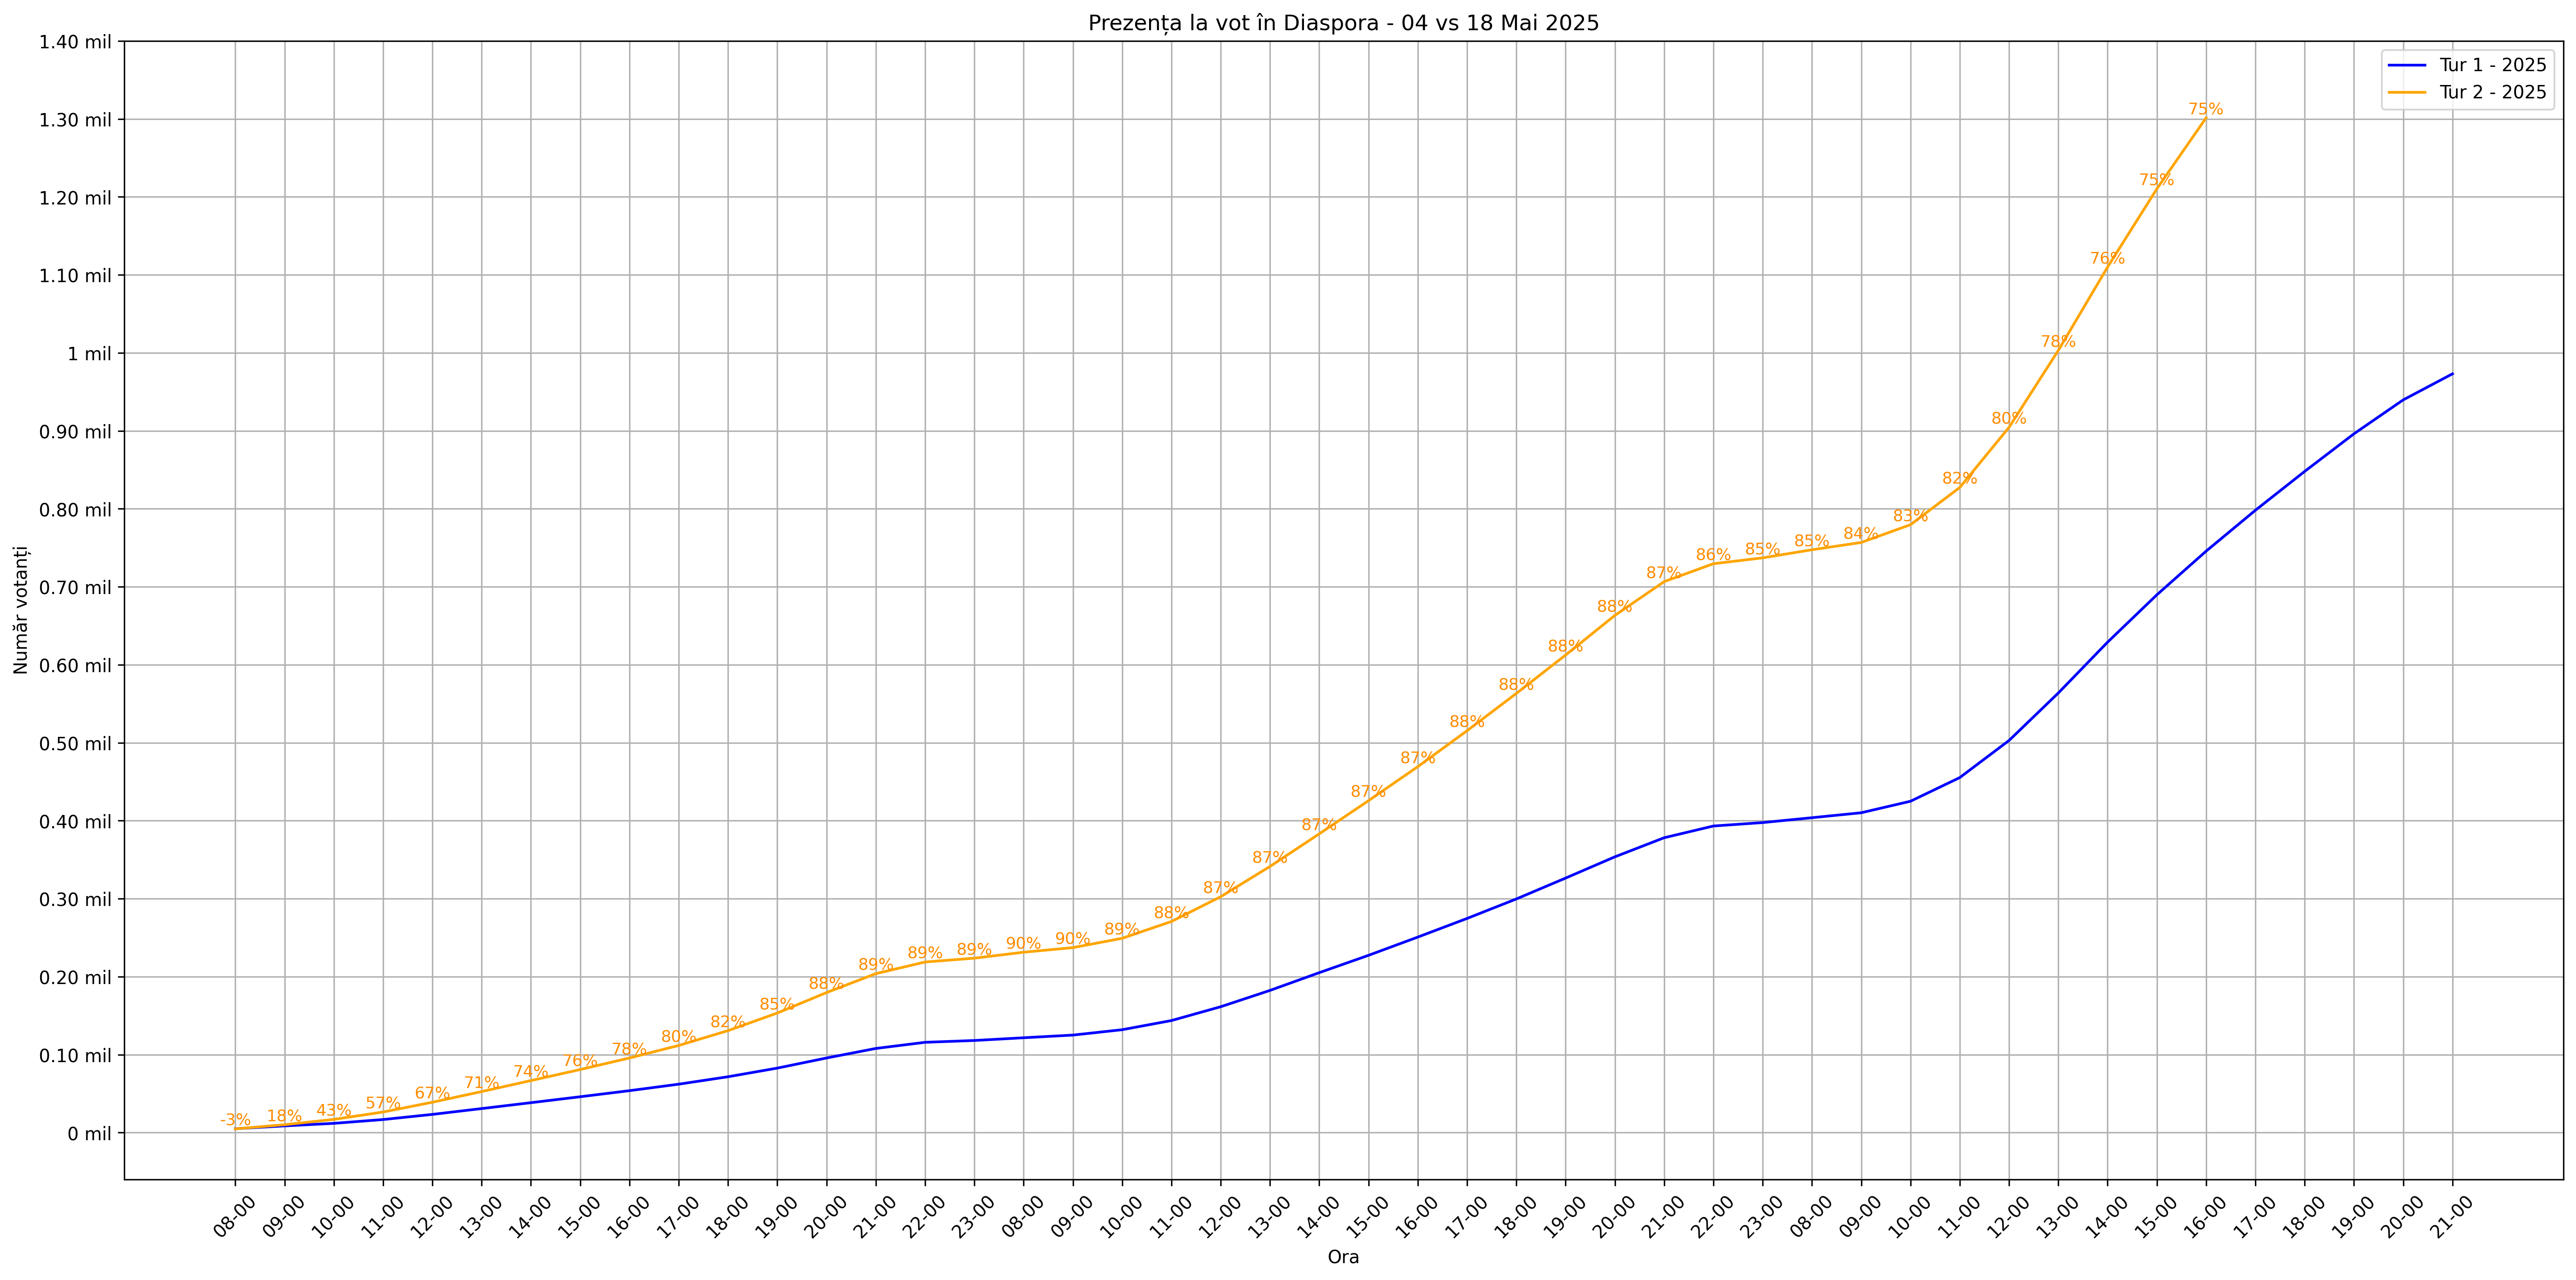 Prezența la vot în Diaspora - 04 vs 18 Mai 2025
Tur 1 - 2025
Tur 2 - 2025
Număr votanți
1.40 mil
1.30 mil
1.20 mil
1.10 mil
1 mil
0.90 mil
0.80 mil
0.70 mil
0.60 mil
0.50 mil
0.40 mil
0.30 mil
0.20 mil
0.10 mil
0 mil
-3% 18% 43% 57% 67% 71% 74% 76% 78% 80% 82% 85% 88% 89% 89% 89% 90% 90% 89% 88% 87% 87% 87% 87% 87% 88% 88% 88% 88% 87% 86% 85% 85% 84% 83% 82% 80% 78% 76% 75% 75%
08-00 09-00 10-00 11-00 12-00 13-00 14-00 15-00 16-00 17-00 18-00 19-00 20-00 21-00 22-00 23-00 08-00 09-00 10-00 11-00 12-00 13-00 14-00 15-00 16-00 17-00 18-00 19-00 20-00 21-00 22-00 23-00 08-00 09-00 10-00 11-00 12-00 13-00 14-00 15-00 16-00 17-00 18-00 19-00 20-00 21-00
Ora